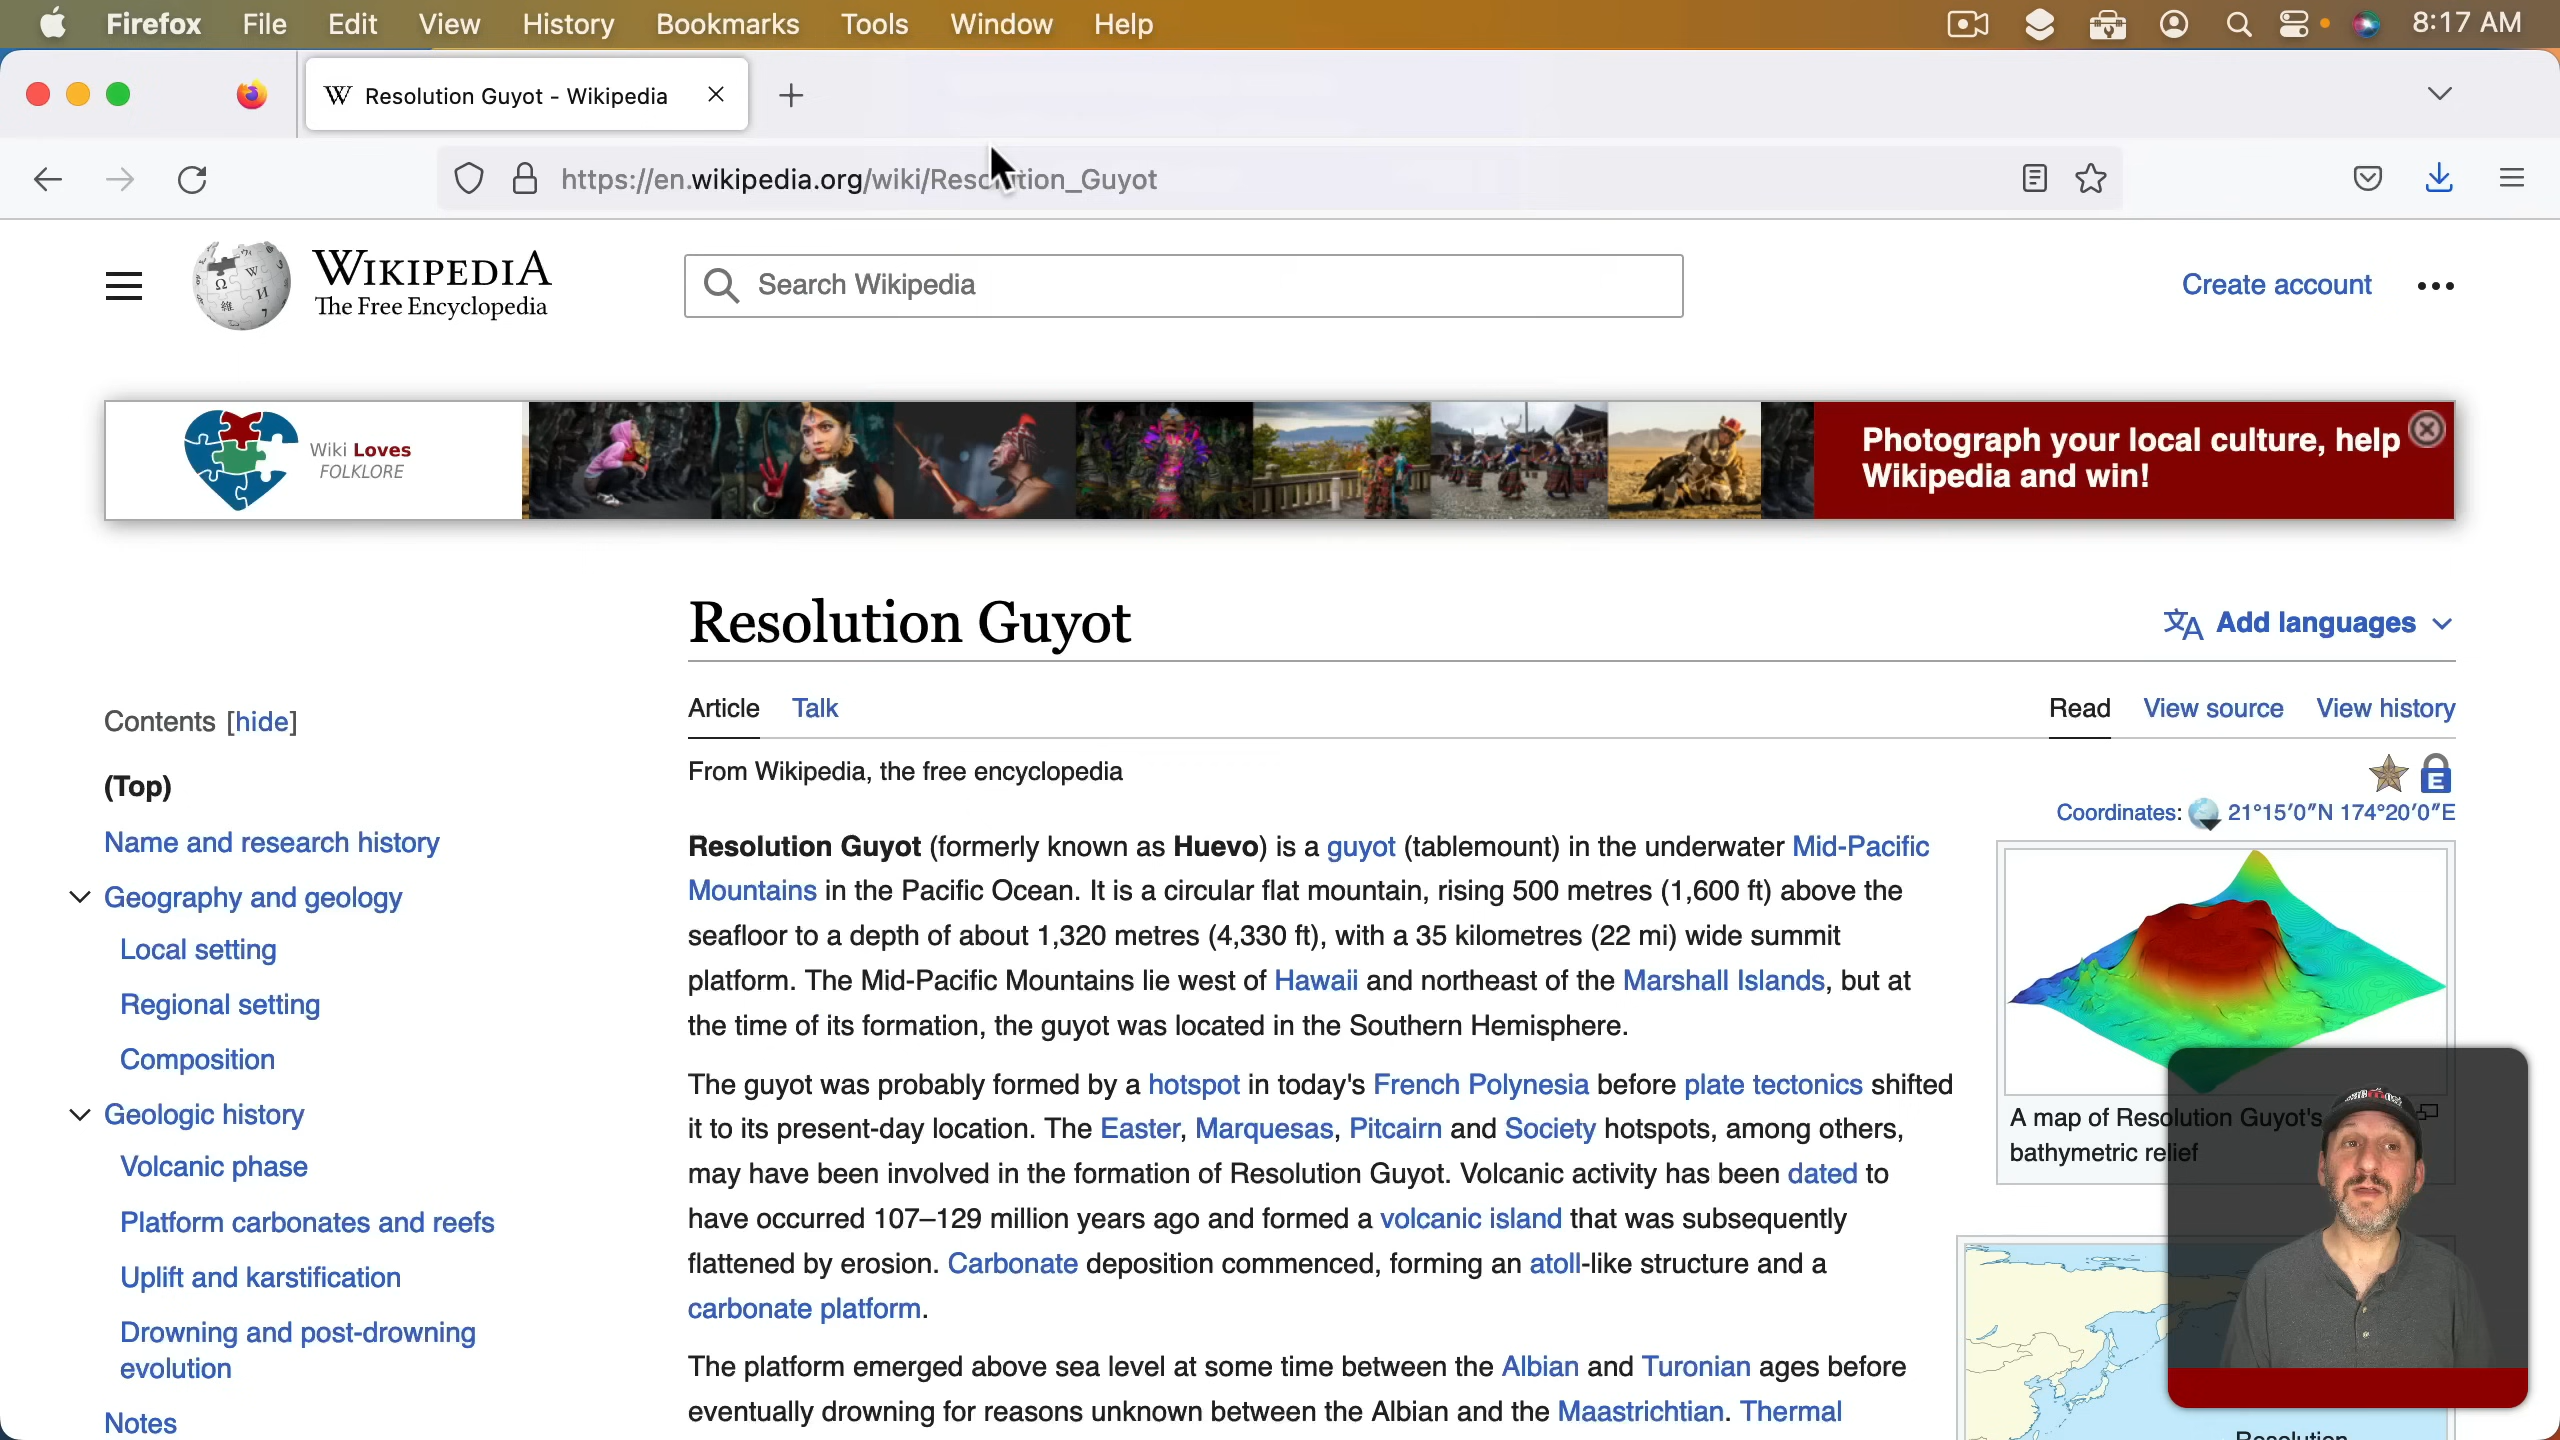 Firefox File Edit View History Bookmarks Tools Window Help 8:17 AM
W Resolution Guyot - Wikipedia
https://en.wikipedia.org/wiki/Resolution_Guyot
WIKIPEDIA
The Free Encyclopedia
Search Wikipedia
Create account
Wiki Loves
FOLKLORE
Photograph your local culture, help
Wikipedia and win!
Resolution Guyot
Add languages
Contents [hide]
(Top)
Name and research history
Geography and geology
Local setting
Regional setting
Composition
Geologic history
Volcanic phase
Platform carbonates and reefs
Uplift and karstification
Drowning and post-drowning
evolution
Notes
Article Talk
Read View source View history
From Wikipedia, the free encyclopedia
E
Coordinates: 21°15′0″N 174°20′0″E
Resolution Guyot (formerly known as Huevo) is a guyot (tablemount) in the underwater Mid-Pacific
Mountains in the Pacific Ocean. It is a circular flat mountain, rising 500 metres (1,600 ft) above the
seafloor to a depth of about 1,320 metres (4,330 ft), with a 35 kilometres (22 mi) wide summit
platform. The Mid-Pacific Mountains lie west of Hawaii and northeast of the Marshall Islands, but at
the time of its formation, the guyot was located in the Southern Hemisphere.
The guyot was probably formed by a hotspot in today's French Polynesia before plate tectonics shifted
it to its present-day location. The Easter, Marquesas, Pitcairn and Society hotspots, among others,
may have been involved in the formation of Resolution Guyot. Volcanic activity has been dated to
have occurred 107–129 million years ago and formed a volcanic island that was subsequently
flattened by erosion. Carbonate deposition commenced, forming an atoll-like structure and a
carbonate platform.
The platform emerged above sea level at some time between the Albian and Turonian ages before
eventually drowning for reasons unknown between the Albian and the Maastrichtian. Thermal
A map of Resolution Guyot's
bathymetric relief
Resolution